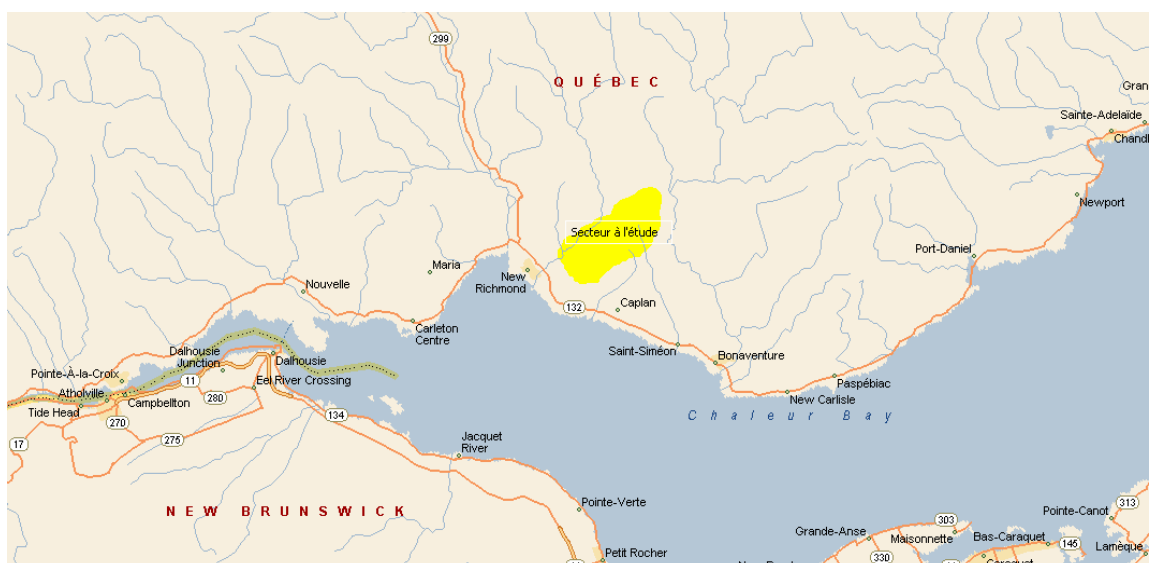 299
QUÉBEC
Gran
Sainte-Adelaïde
Chandl
Newport
Secteur à l'étude
Port-Daniel
Maria
New
Richmond
Nouvelle
132
Caplan
Carleton
Centre
Saint-Siméon
Bonaventure
Dalhousie
Junction
Dalhousie
Pointe-À-la-Croix
11
Eel River Crossing
Paspébiac
Atholville
280
New Carlisle
Campbellton
Tide Head
134
Chaleur Bay
270
17
275
Jacquet
River
NEW BRUNSWICK
Pointe-Verte
313
Pointe-Canot
303
Grande-Anse
Maisonnette
Bas-Caraquet
145
Lamèque
Petit Rocher
330
Caraquet